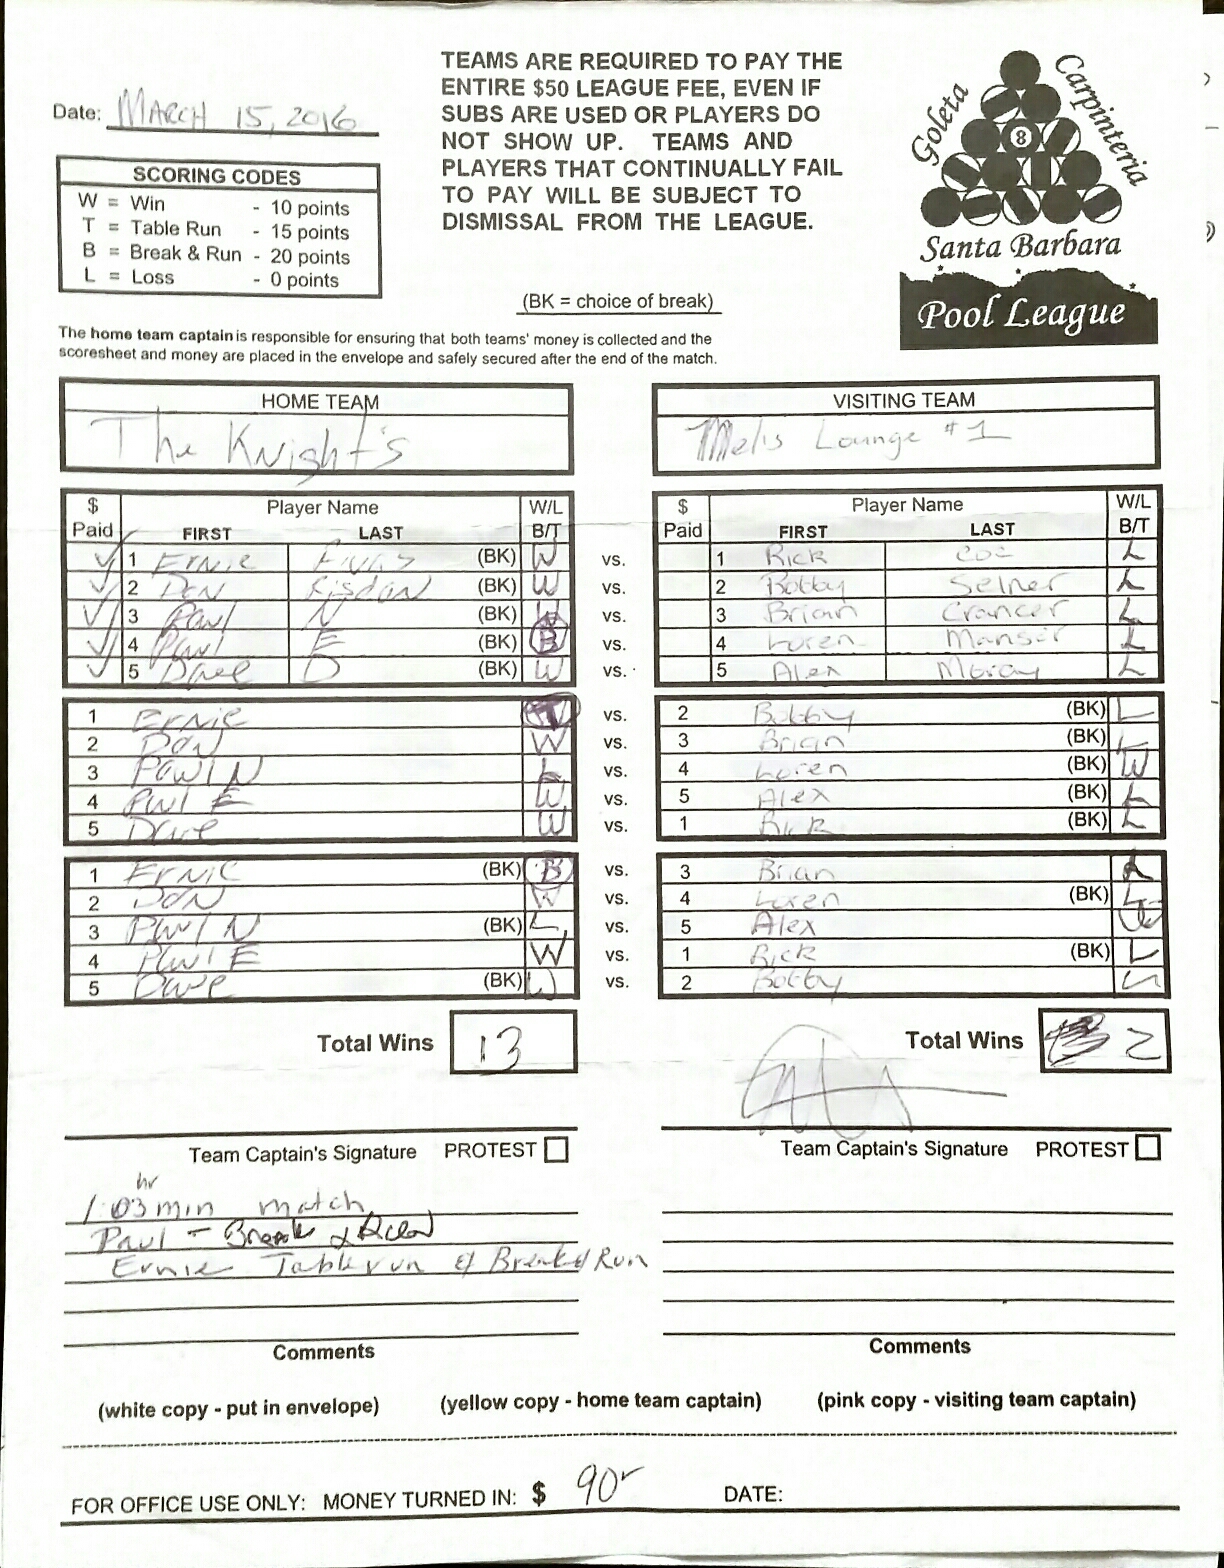 TEAMS ARE REQUIRED TO PAY THE
ENTIRE $50 LEAGUE FEE, EVEN IF
SUBS ARE USED OR PLAYERS DO
NOT SHOW UP. TEAMS AND
PLAYERS THAT CONTINUALLY FAIL
TO PAY WILL BE SUBJECT TO
DISMISSAL FROM THE LEAGUE.
Goleta
Carpinteria
8
Santa Barbara
Pool League
Date: MARCH 15, 2016
SCORING CODES
W = Win - 10 points
T = Table Run - 15 points
B = Break & Run - 20 points
L = Loss - 0 points
(BK = choice of break)
The home team captain is responsible for ensuring that both teams' money is collected and the
scoresheet and money are placed in the envelope and safely secured after the end of the match.
HOME TEAM VISITING TEAM
The Knight's Mels Lounge #1
$ Player Name W/L $ Player Name W/L
Paid FIRST LAST B/T Paid FIRST LAST B/T
1 Ernie (BK) W vs. 1 Rick L
2 Don (BK) W vs. 2 Bobby Selner L
3 Paul N (BK) W vs. 3 Brian Crancer L
4 Paul E (BK) B vs. 4 Loren L
5 Dave D (BK) W vs. 5 Alex L
1 Ernie T vs. 2 Bobby (BK) L
2 Don W vs. 3 Brian (BK) L
3 Paul N L vs. 4 Loren (BK) W
4 Paul E W vs. 5 Alex (BK) L
5 Dave W vs. 1 Rick (BK) L
1 Ernie (BK) B vs. 3 Brian L
2 Don W vs. 4 Loren (BK) L
3 Paul N (BK) L vs. 5 Alex W
4 Paul E W vs. 1 Rick (BK) L
5 Dave (BK) W vs. 2 Bobby L
Total Wins 13 Total Wins 2
Team Captain's Signature PROTEST Team Captain's Signature PROTEST
hr
1:03 min match
Paul - Break & Run
Ernie Table run & Break & Run
Comments Comments
(white copy - put in envelope) (yellow copy - home team captain) (pink copy - visiting team captain)
FOR OFFICE USE ONLY: MONEY TURNED IN: $ 90 DATE: